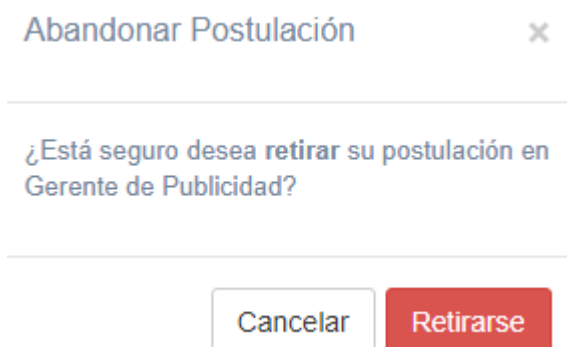 Abandonar Postulación ×
¿Está seguro desea retirar su postulación en
Gerente de Publicidad?
Cancelar Retirarse